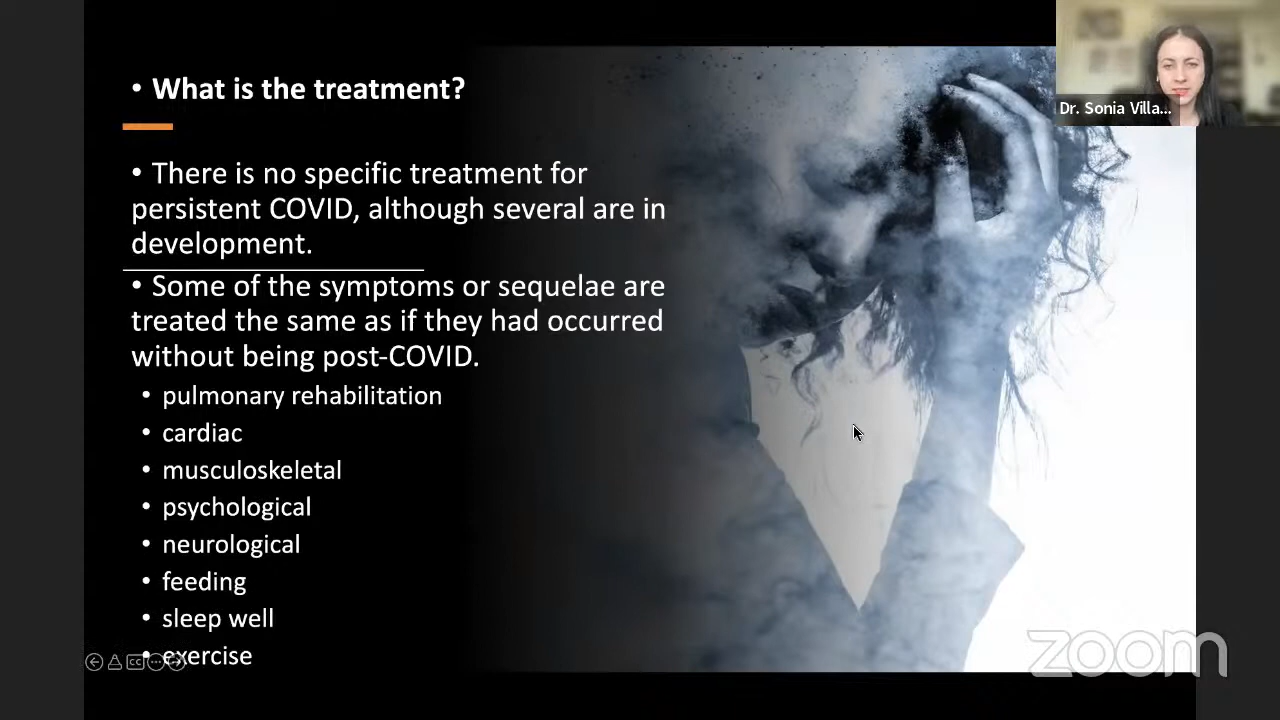 • What is the treatment?
• There is no specific treatment for
persistent COVID, although several are in
development.
• Some of the symptoms or sequelae are
treated the same as if they had occurred
without being post-COVID.
• pulmonary rehabilitation
• cardiac
• musculoskeletal
• psychological
• neurological
• feeding
• sleep well
• exercise
CC
Dr. Sonia Villa...
zoom